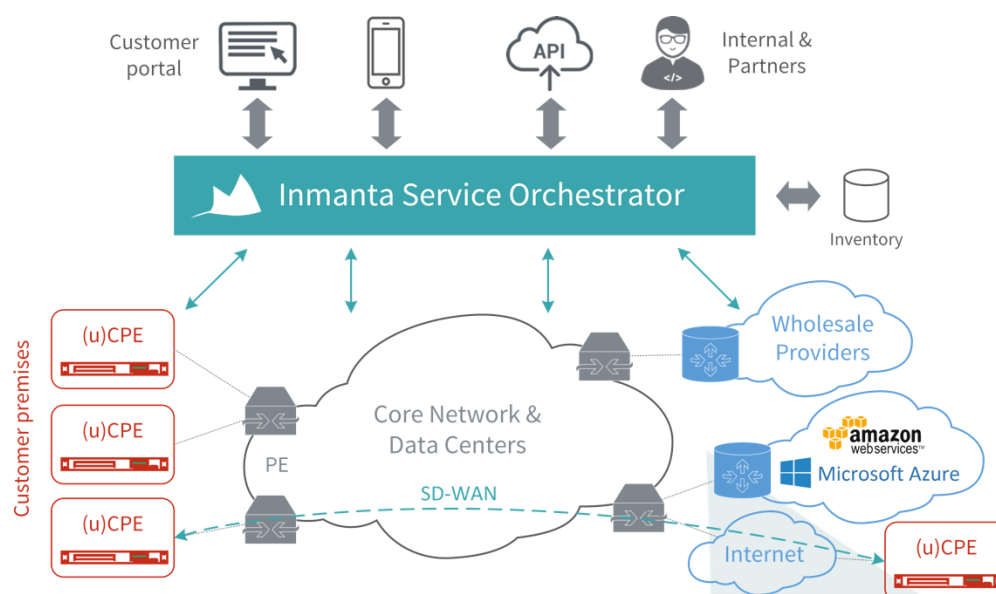 Customer
portal
API
</>
Internal &
Partners
Inmanta Service Orchestrator
Inventory
Customer premises
(u)CPE
(u)CPE
(u)CPE
PE
Core Network &
Data Centers
SD-WAN
Wholesale
Providers
amazon
webservices™
Microsoft Azure
Internet
(u)CPE